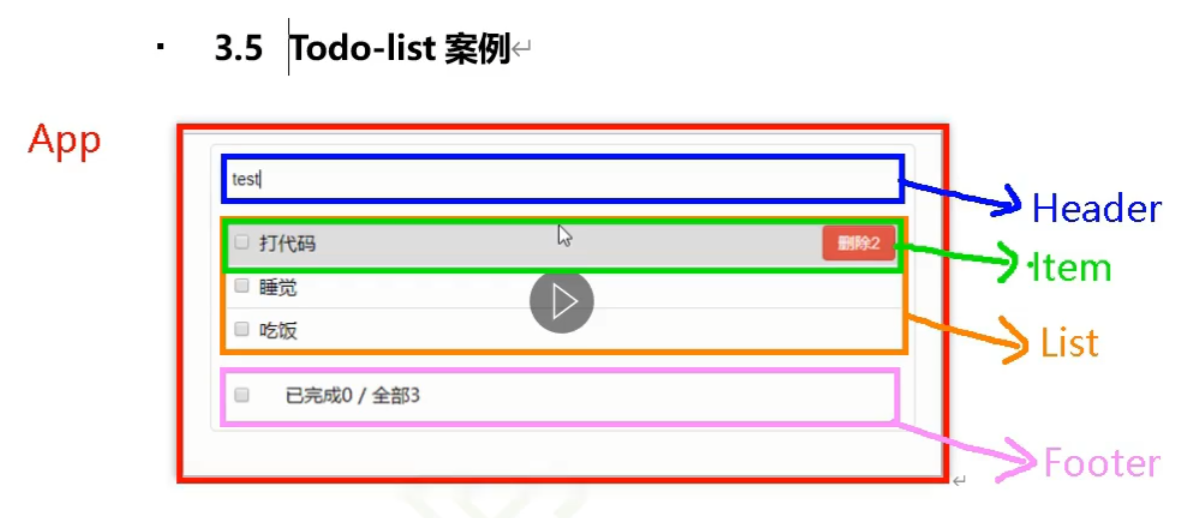 ▪ 3.5 Todo-list 案例↵
App
test
Header
打代码 删除2
Item
睡觉
吃饭
List
已完成0 / 全部3
Footer